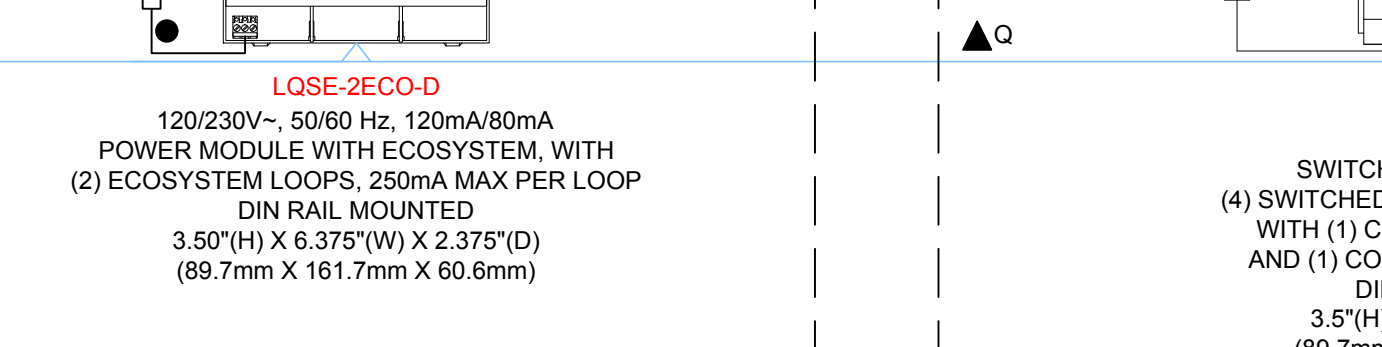 Q
LQSE-2ECO-D
120/230V~, 50/60 Hz, 120mA/80mA
POWER MODULE WITH ECOSYSTEM, WITH
(2) ECOSYSTEM LOOPS, 250mA MAX PER LOOP
DIN RAIL MOUNTED
3.50"(H) X 6.375"(W) X 2.375"(D)
(89.7mm X 161.7mm X 60.6mm)
SWITCH
(4) SWITCHED
WITH (1) C
AND (1) CO
DI
3.5"(H)
(89.7mm